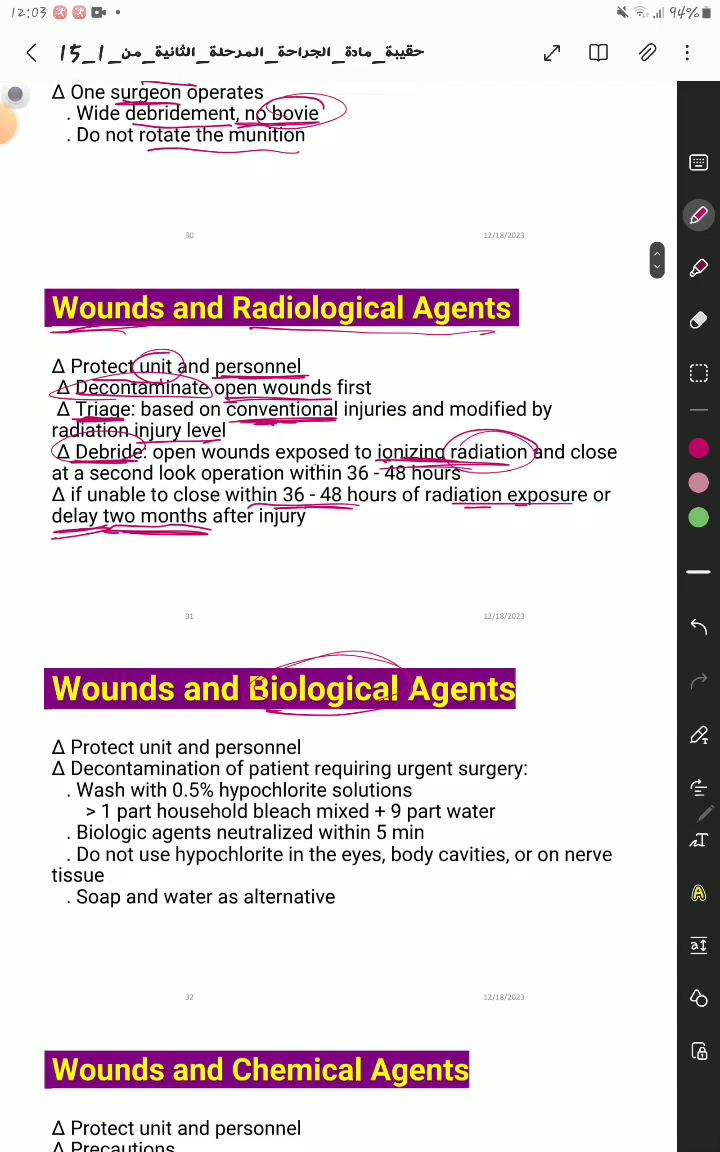 12:03
94%
حقيبة_مادة_الجراحة_المرحلة_الثانية_من_1_15
Δ One surgeon operates
. Wide debridement, no bovie
. Do not rotate the munition
30
12/18/2023
Wounds and Radiological Agents
Δ Protect unit and personnel
Δ Decontaminate open wounds first
Δ Triage: based on conventional injuries and modified by
radiation injury level
Δ Debride: open wounds exposed to ionizing radiation and close
at a second look operation within 36 - 48 hours
Δ if unable to close within 36 - 48 hours of radiation exposure or
delay two months after injury
31
12/18/2023
Wounds and Biological Agents
Δ Protect unit and personnel
Δ Decontamination of patient requiring urgent surgery:
. Wash with 0.5% hypochlorite solutions
> 1 part household bleach mixed + 9 part water
. Biologic agents neutralized within 5 min
. Do not use hypochlorite in the eyes, body cavities, or on nerve
tissue
. Soap and water as alternative
32
12/18/2023
Wounds and Chemical Agents
Δ Protect unit and personnel
Δ Precautions